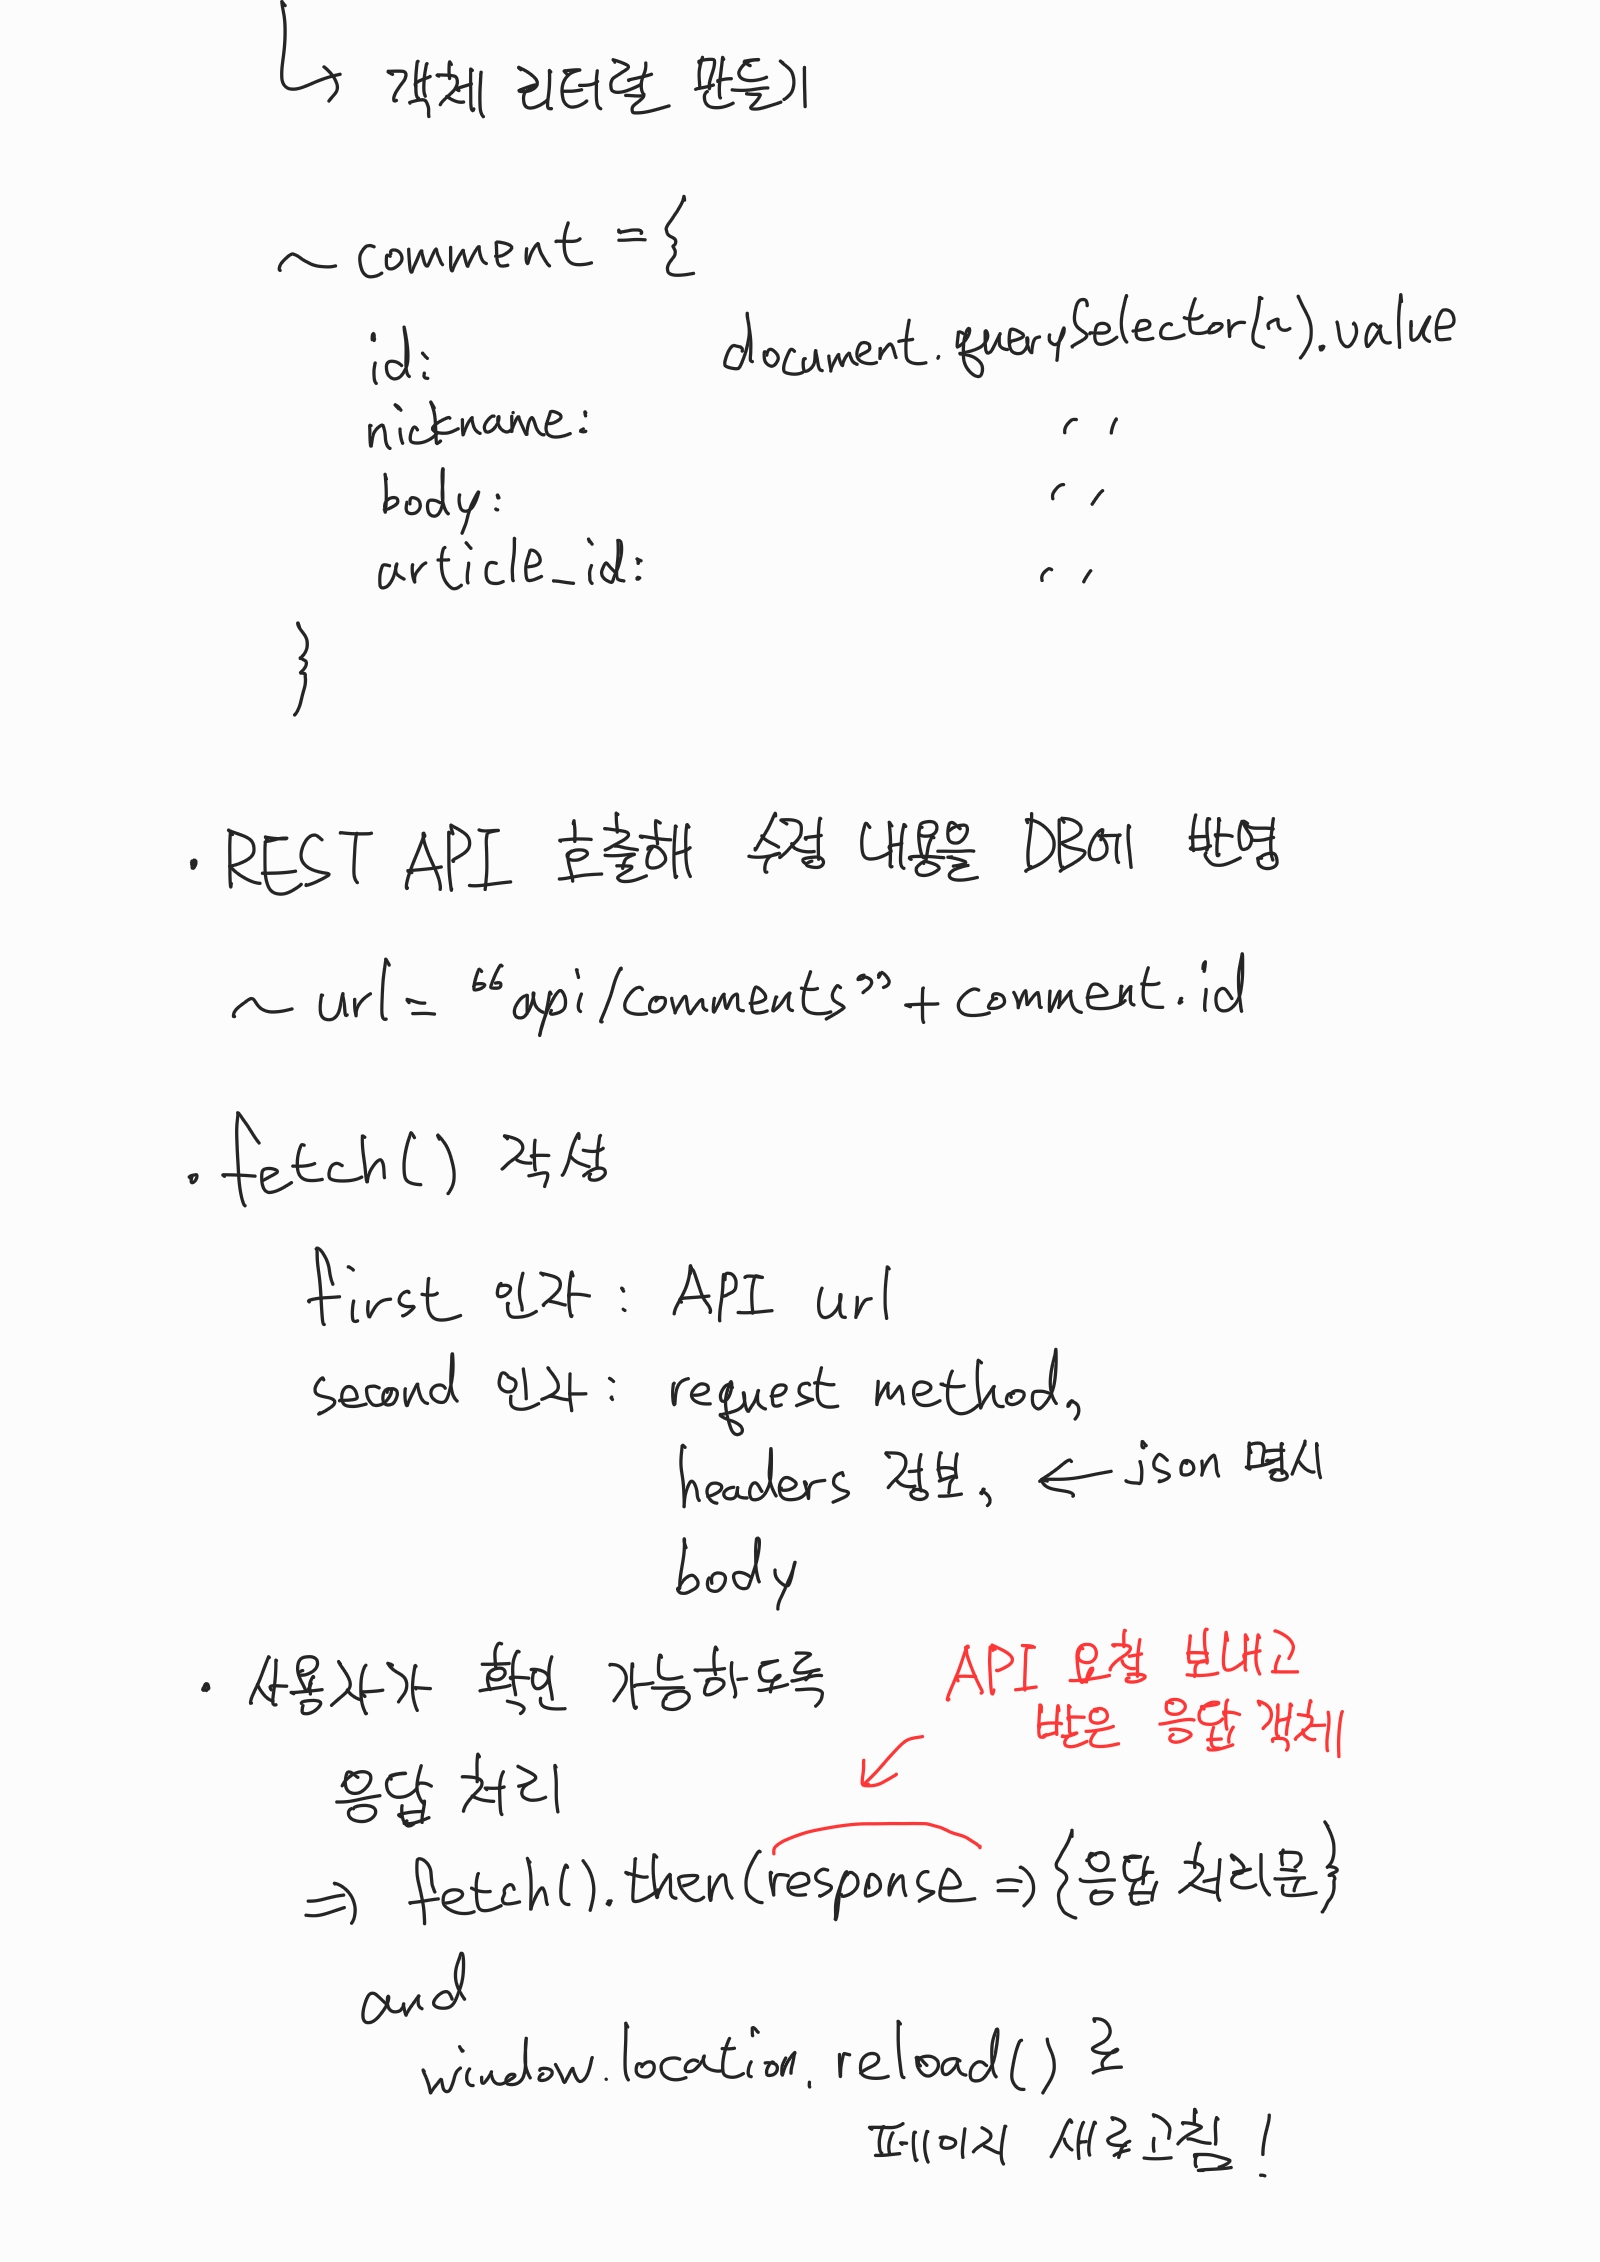 ↳ 객체 리터럴 만들기
~ comment = {
id: document.querySelector(~).value
nickname: 〃
body: 〃
article_id: 〃
}
· REST API 호출해 수정 내용을 DB에 반영
~ url = “api/comments” + comment.id
· fetch() 작성
first 인자 : API url
second 인자 : request method,
headers 정보, ← json 명시
body
· 사용자가 확인 가능하도록
응답 처리
API 요청 보내고
받은 응답 객체
⇒ fetch().then(response => {응답 처리문}
and
window.location.reload() 로
페이지 새로고침!